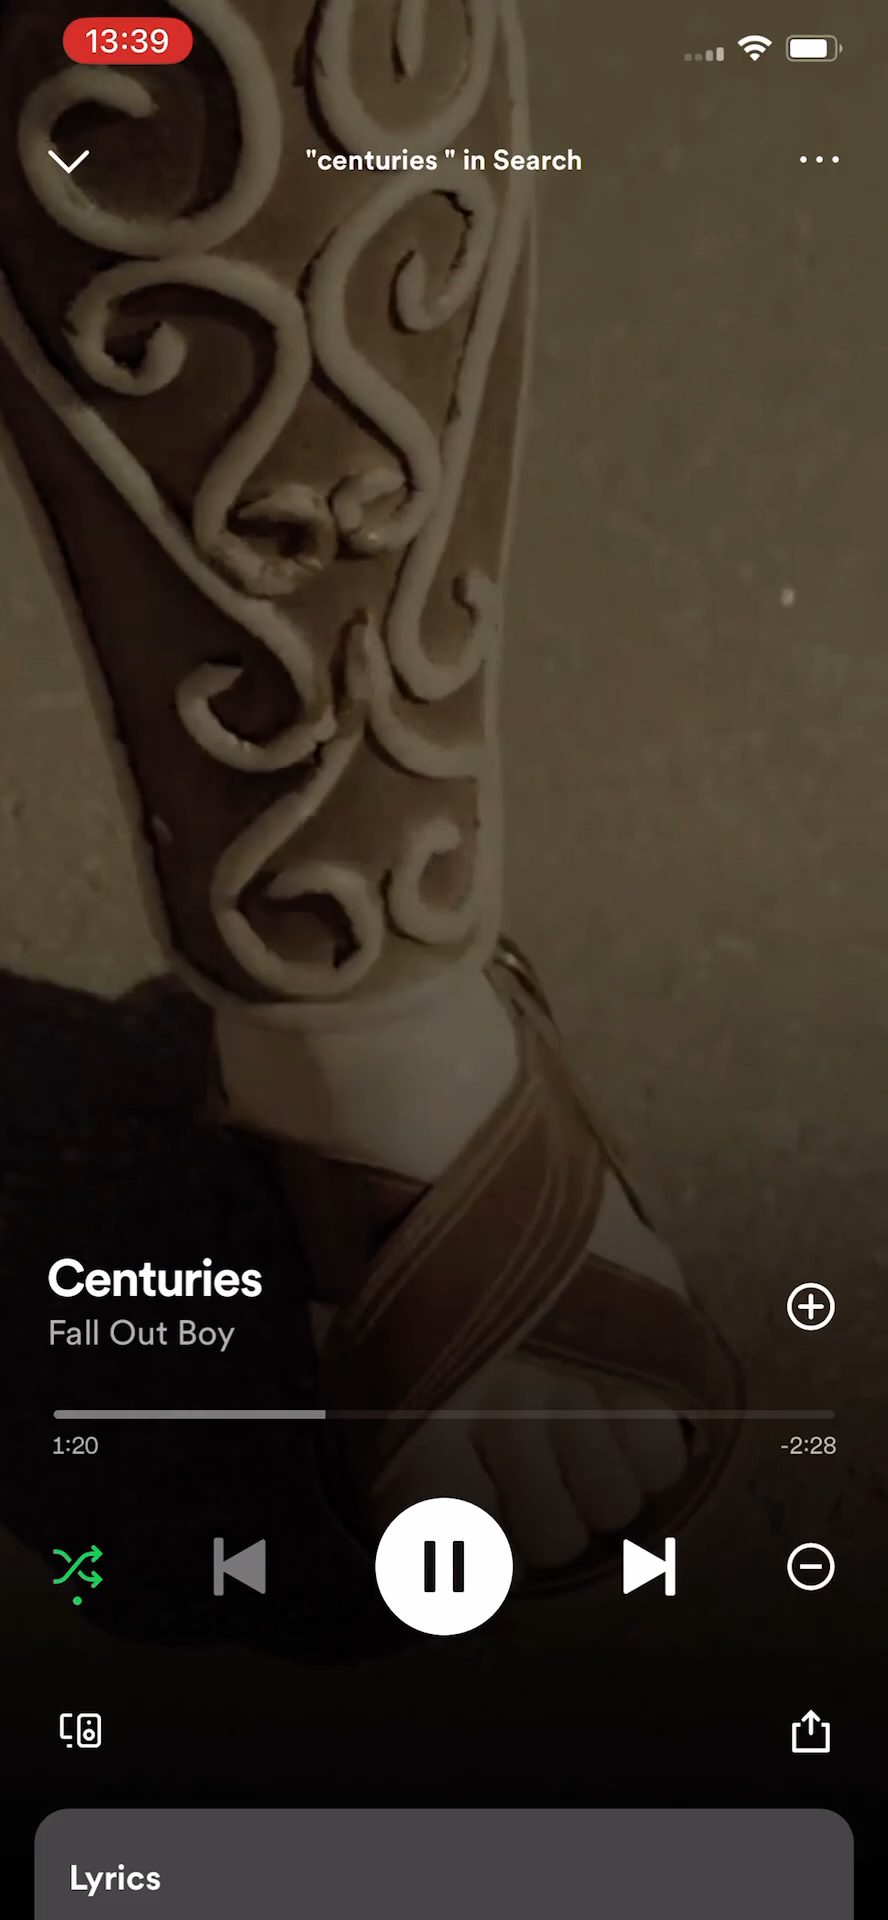 13:39
"centuries " in Search
Centuries
Fall Out Boy
1:20
-2:28
Lyrics